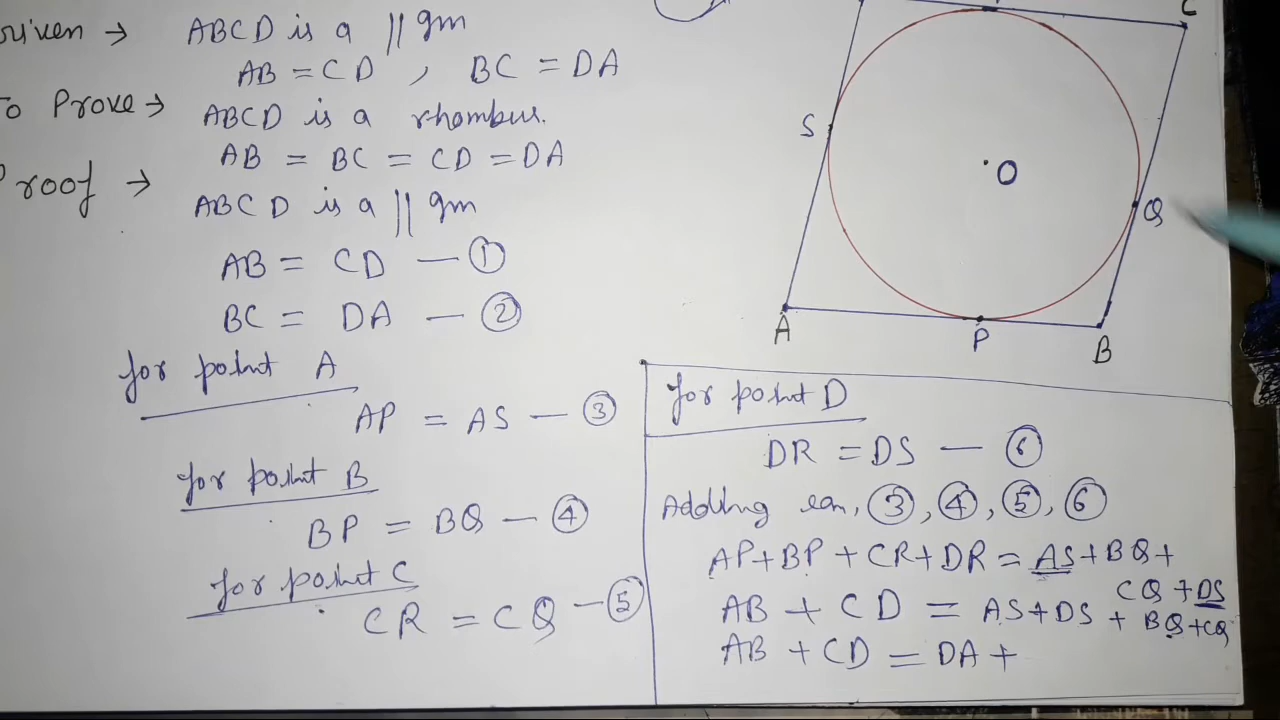 Given → ABCD is a || gm
AB = CD , BC = DA
To Prove → ABCD is a rhombus.
AB = BC = CD = DA
Proof → ABCD is a || gm
AB = CD — ①
BC = DA — ②
for point A
AP = AS — ③
for point B
BP = BQ — ④
for point C
CR = CQ — ⑤
C
S
O
Q
A
P
B
for point D
DR = DS — ⑥
Adding eqn, ③, ④, ⑤, ⑥
AP+BP+CR+DR = AS+BQ+
CQ+DS
AB + CD = AS+DS + BQ+CQ
AB + CD = DA +